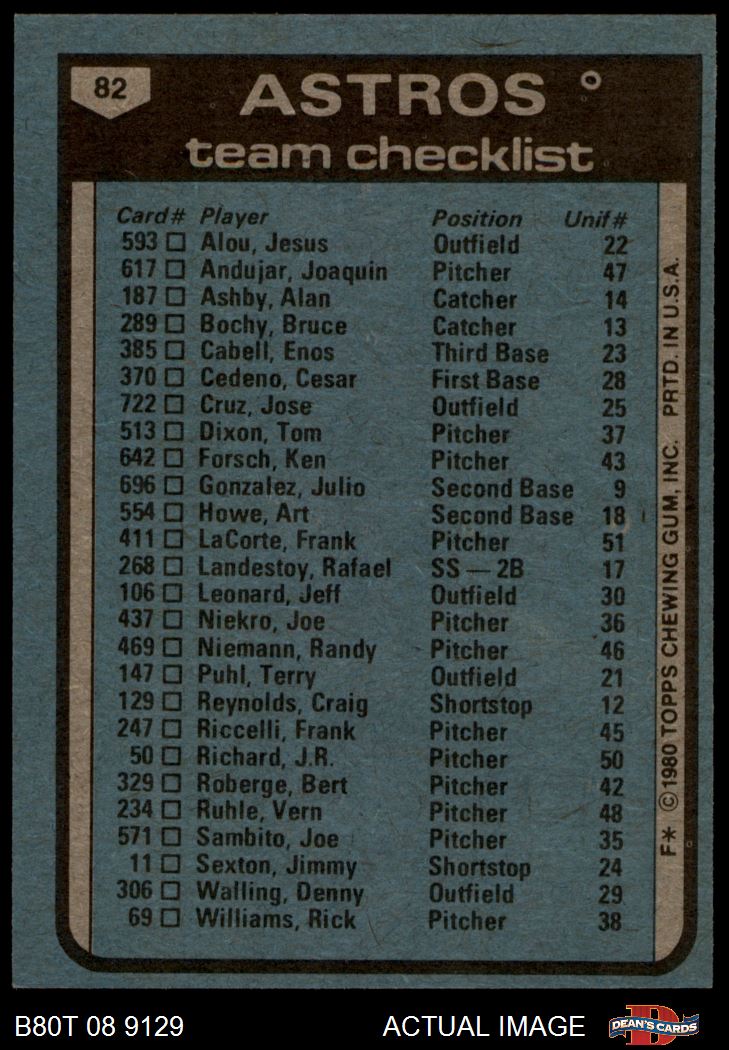 82
ASTROS
team checklist
Card# Player Position Unif#
593 Alou, Jesus Outfield 22
617 Andujar, Joaquin Pitcher 47
187 Ashby, Alan Catcher 14
289 Bochy, Bruce Catcher 13
385 Cabell, Enos Third Base 23
370 Cedeno, Cesar First Base 28
722 Cruz, Jose Outfield 25
513 Dixon, Tom Pitcher 37
642 Forsch, Ken Pitcher 43
696 Gonzalez, Julio Second Base 9
554 Howe, Art Second Base 18
411 LaCorte, Frank Pitcher 51
268 Landestoy, Rafael SS — 2B 17
106 Leonard, Jeff Outfield 30
437 Niekro, Joe Pitcher 36
469 Niemann, Randy Pitcher 46
147 Puhl, Terry Outfield 21
129 Reynolds, Craig Shortstop 12
247 Riccelli, Frank Pitcher 45
50 Richard, J.R. Pitcher 50
329 Roberge, Bert Pitcher 42
234 Ruhle, Vern Pitcher 48
571 Sambito, Joe Pitcher 35
11 Sexton, Jimmy Shortstop 24
306 Walling, Denny Outfield 29
69 Williams, Rick Pitcher 38
F* ©1980 TOPPS CHEWING GUM, INC. PRTD. IN U.S.A.
B80T 08 9129 ACTUAL IMAGE
D
DEAN'S CARDS